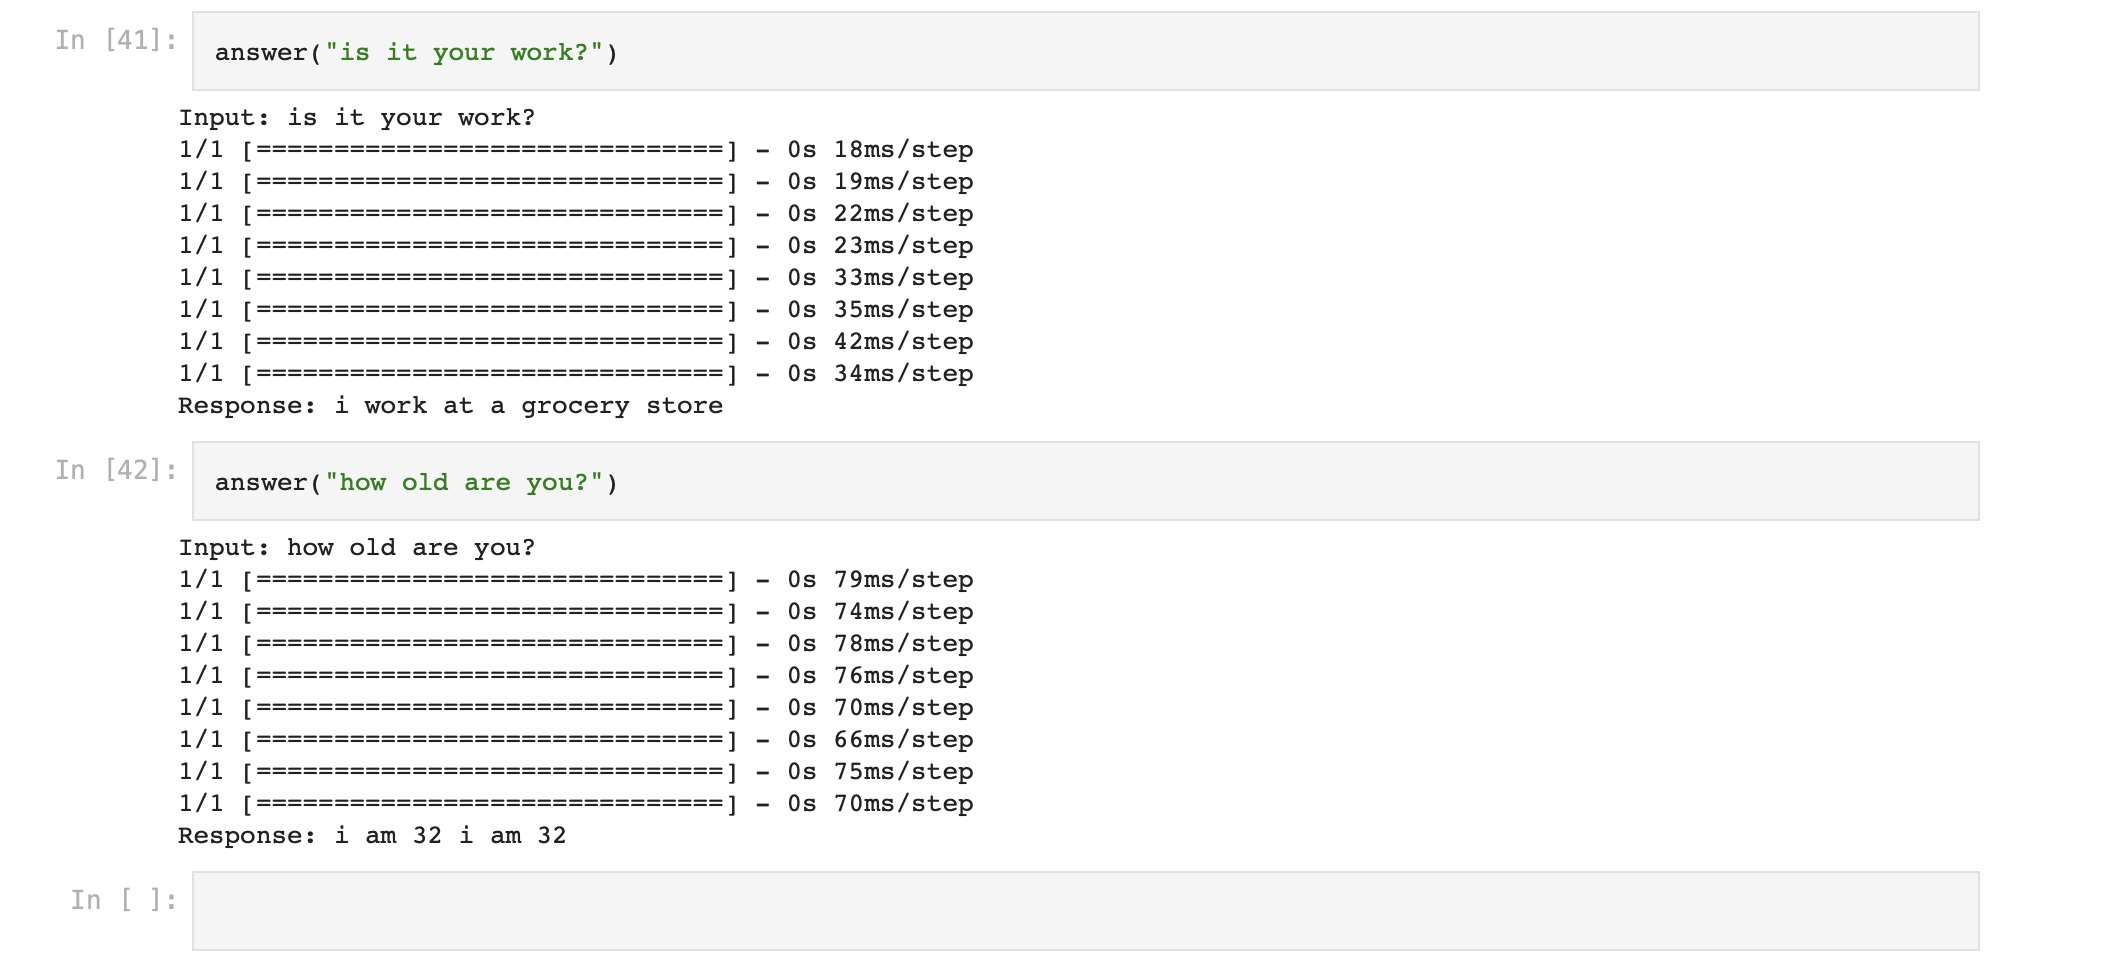 In [41]:
answer("is it your work?")
Input: is it your work?
1/1 [==============================] - 0s 18ms/step
1/1 [==============================] - 0s 19ms/step
1/1 [==============================] - 0s 22ms/step
1/1 [==============================] - 0s 23ms/step
1/1 [==============================] - 0s 33ms/step
1/1 [==============================] - 0s 35ms/step
1/1 [==============================] - 0s 42ms/step
1/1 [==============================] - 0s 34ms/step
Response: i work at a grocery store
In [42]:
answer("how old are you?")
Input: how old are you?
1/1 [==============================] - 0s 79ms/step
1/1 [==============================] - 0s 74ms/step
1/1 [==============================] - 0s 78ms/step
1/1 [==============================] - 0s 76ms/step
1/1 [==============================] - 0s 70ms/step
1/1 [==============================] - 0s 66ms/step
1/1 [==============================] - 0s 75ms/step
1/1 [==============================] - 0s 70ms/step
Response: i am 32 i am 32
In [ ]: